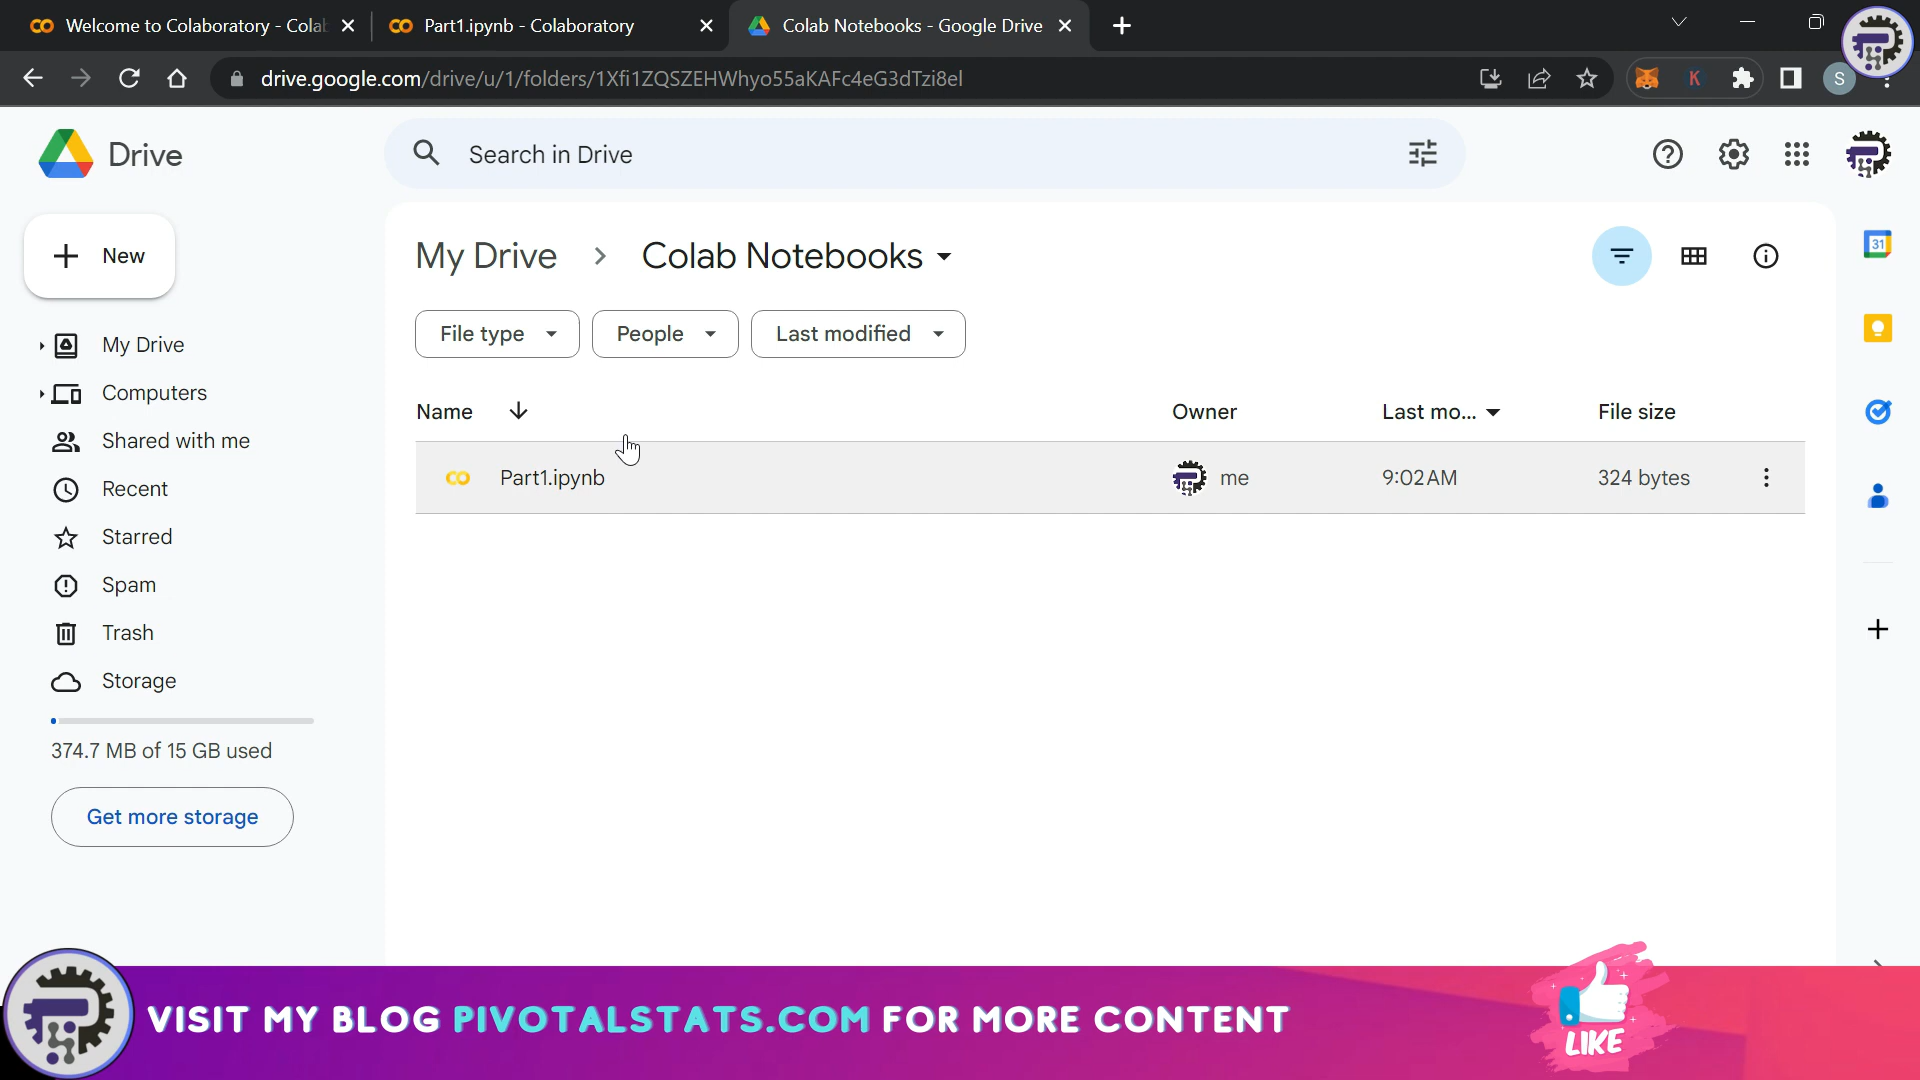 Welcome to Colaboratory - Colab
Part1.ipynb - Colaboratory
Colab Notebooks - Google Drive
drive.google.com/drive/u/1/folders/1Xfi1ZQSZEHWhyo55aKAFc4eG3dTzi8el
K
S
Drive
Search in Drive
New
My Drive
Colab Notebooks
31
File type
People
Last modified
My Drive
Computers
Shared with me
Recent
Starred
Spam
Trash
Storage
374.7 MB of 15 GB used
Get more storage
Name
Owner
Last mo...
File size
Part1.ipynb
me
9:02 AM
324 bytes
VISIT MY BLOG PIVOTALSTATS.COM FOR MORE CONTENT
LIKE